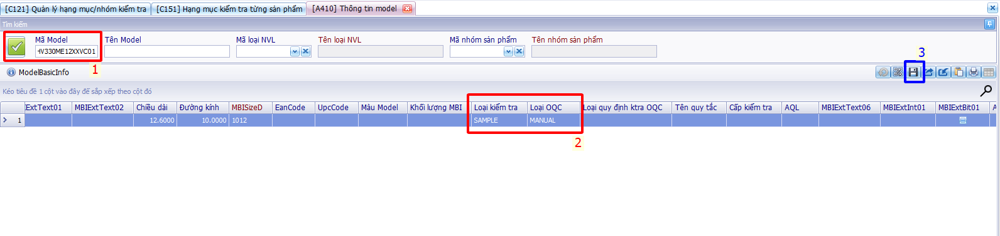 [C121] Quản lý hạng mục/nhóm kiểm tra [C151] Hạng mục kiểm tra từng sản phẩm [A410] Thông tin model
Tìm kiếm
Mã Model Tên Model Mã loại NVL Tên loại NVL Mã nhóm sản phẩm Tên nhóm sản phẩm
HV330ME12XXVC01
1
3
ModelBasicInfo
Kéo tiêu đề 1 cột vào đây để sắp xếp theo cột đó
ExtText01 MBIExtText02 Chiều dài Đường kính MBISizeD EanCode UpcCode Màu Model Khối lượng MBI Loại kiểm tra Loại OQC Loại quy định ktra OQC Tên quy tắc Cấp kiểm tra AQL MBIExtText06 MBIExtInt01 MBIExtBit01 A
1 12.6000 10.0000 1012 SAMPLE MANUAL
2